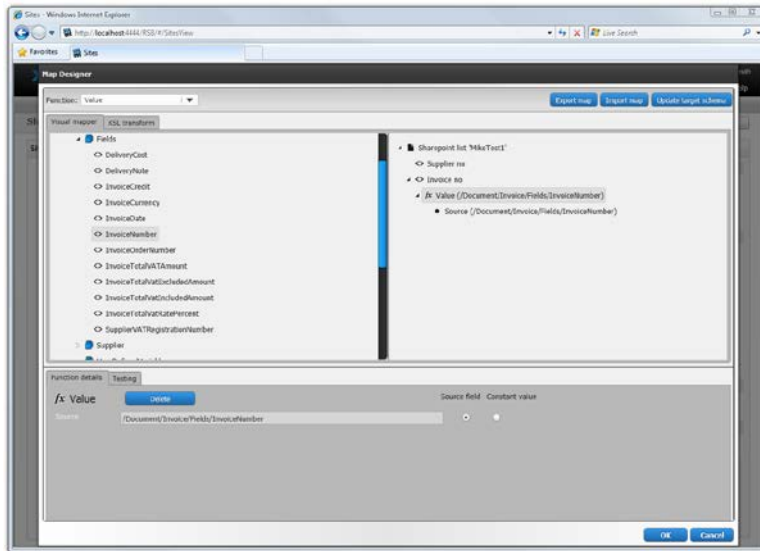 Sites - Windows Internet Explorer
http://localhost:4444/RSB/#/SitesView
Live Search
Favorites
Sites
Map Designer
Function: Value
Export map
Import map
Update target schema
Visual mapper
XSL transform
Fields
DeliveryCost
DeliveryNote
InvoiceCredit
InvoiceCurrency
InvoiceDate
InvoiceNumber
InvoiceOrderNumber
InvoiceTotalVATAmount
InvoiceTotalVatExcludedAmount
InvoiceTotalVatIncludedAmount
InvoiceTotalVatRatePercent
SupplierVATRegistrationNumber
Supplier
Sharepoint list 'MikeTest1'
Supplier no
Invoice no
fx Value (/Document/Invoice/Fields/InvoiceNumber)
Source (/Document/Invoice/Fields/InvoiceNumber)
Function details
Testing
fx Value
Delete
Source field
Constant value
Source
/Document/Invoice/Fields/InvoiceNumber
OK
Cancel